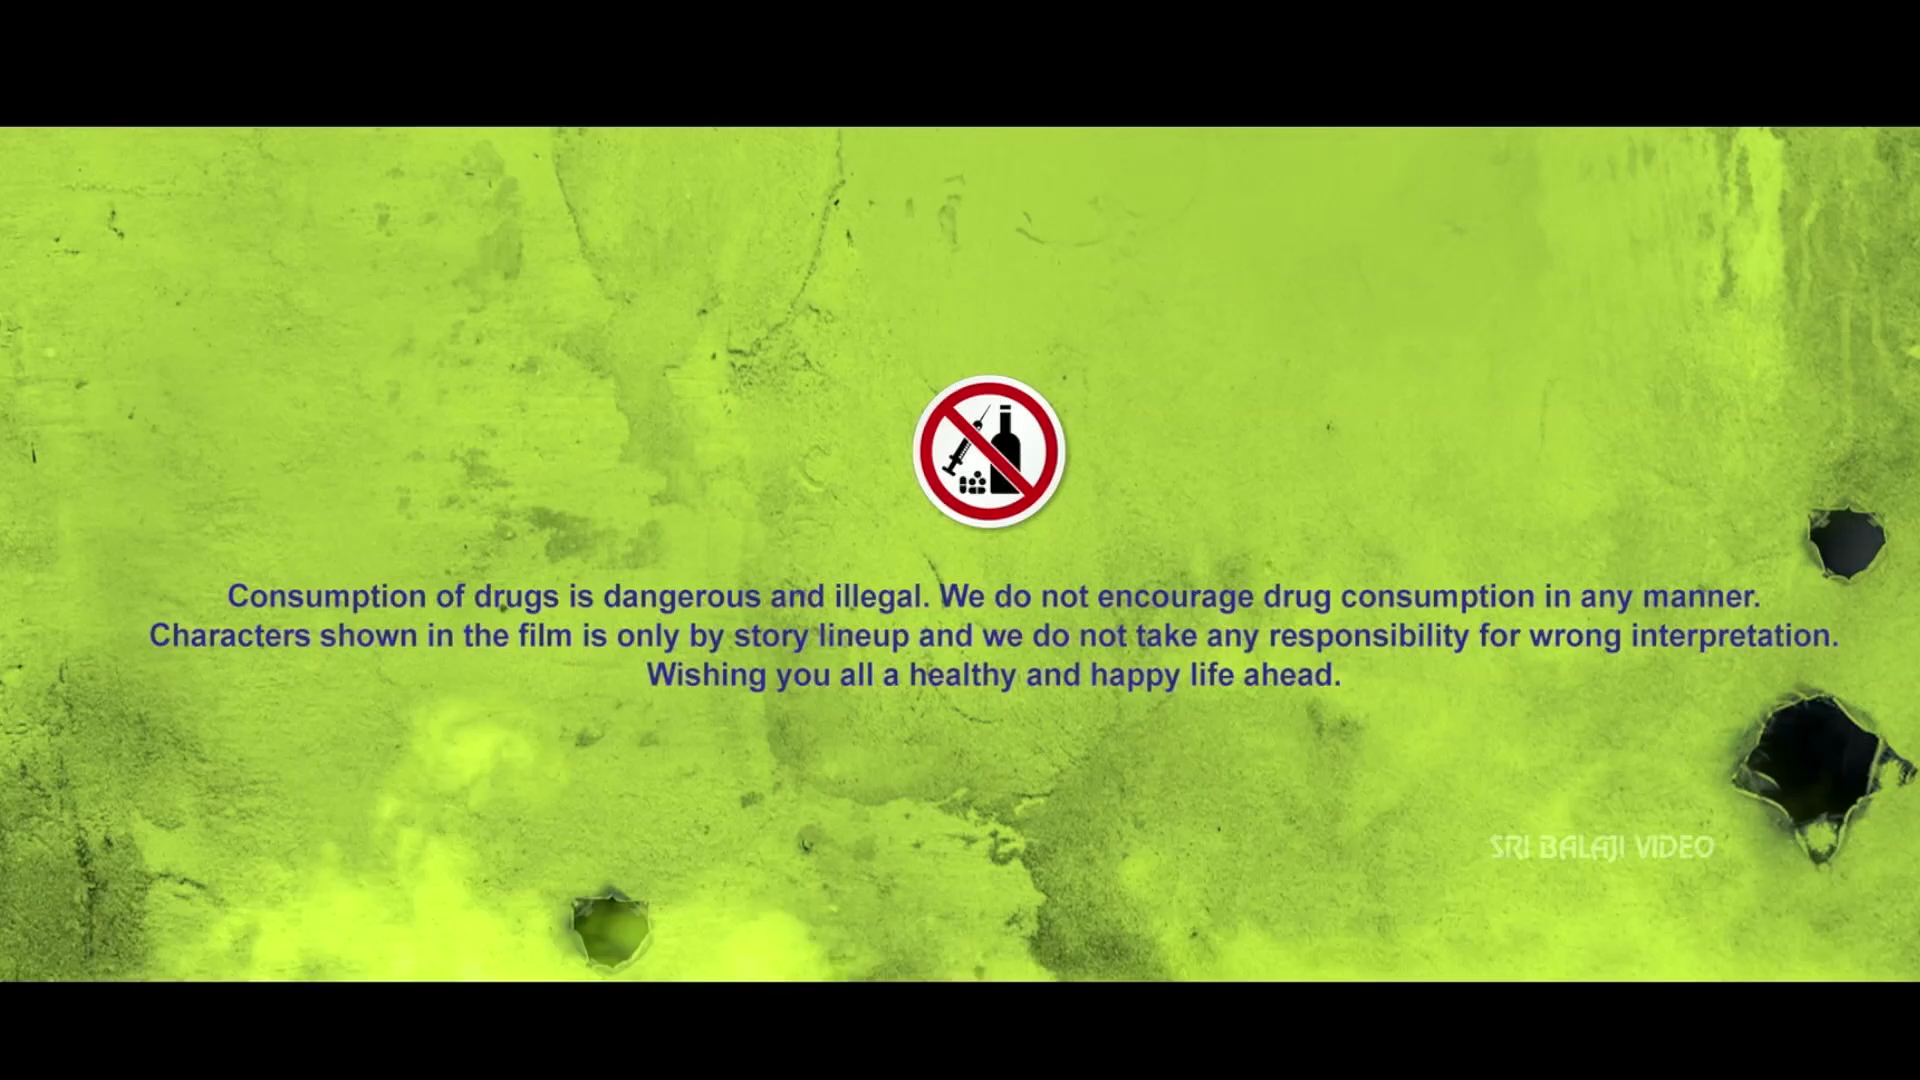 Consumption of drugs is dangerous and illegal. We do not encourage drug consumption in any manner.
Characters shown in the film is only by story lineup and we do not take any responsibility for wrong interpretation.
Wishing you all a healthy and happy life ahead.
SRI BALAJI VIDEO